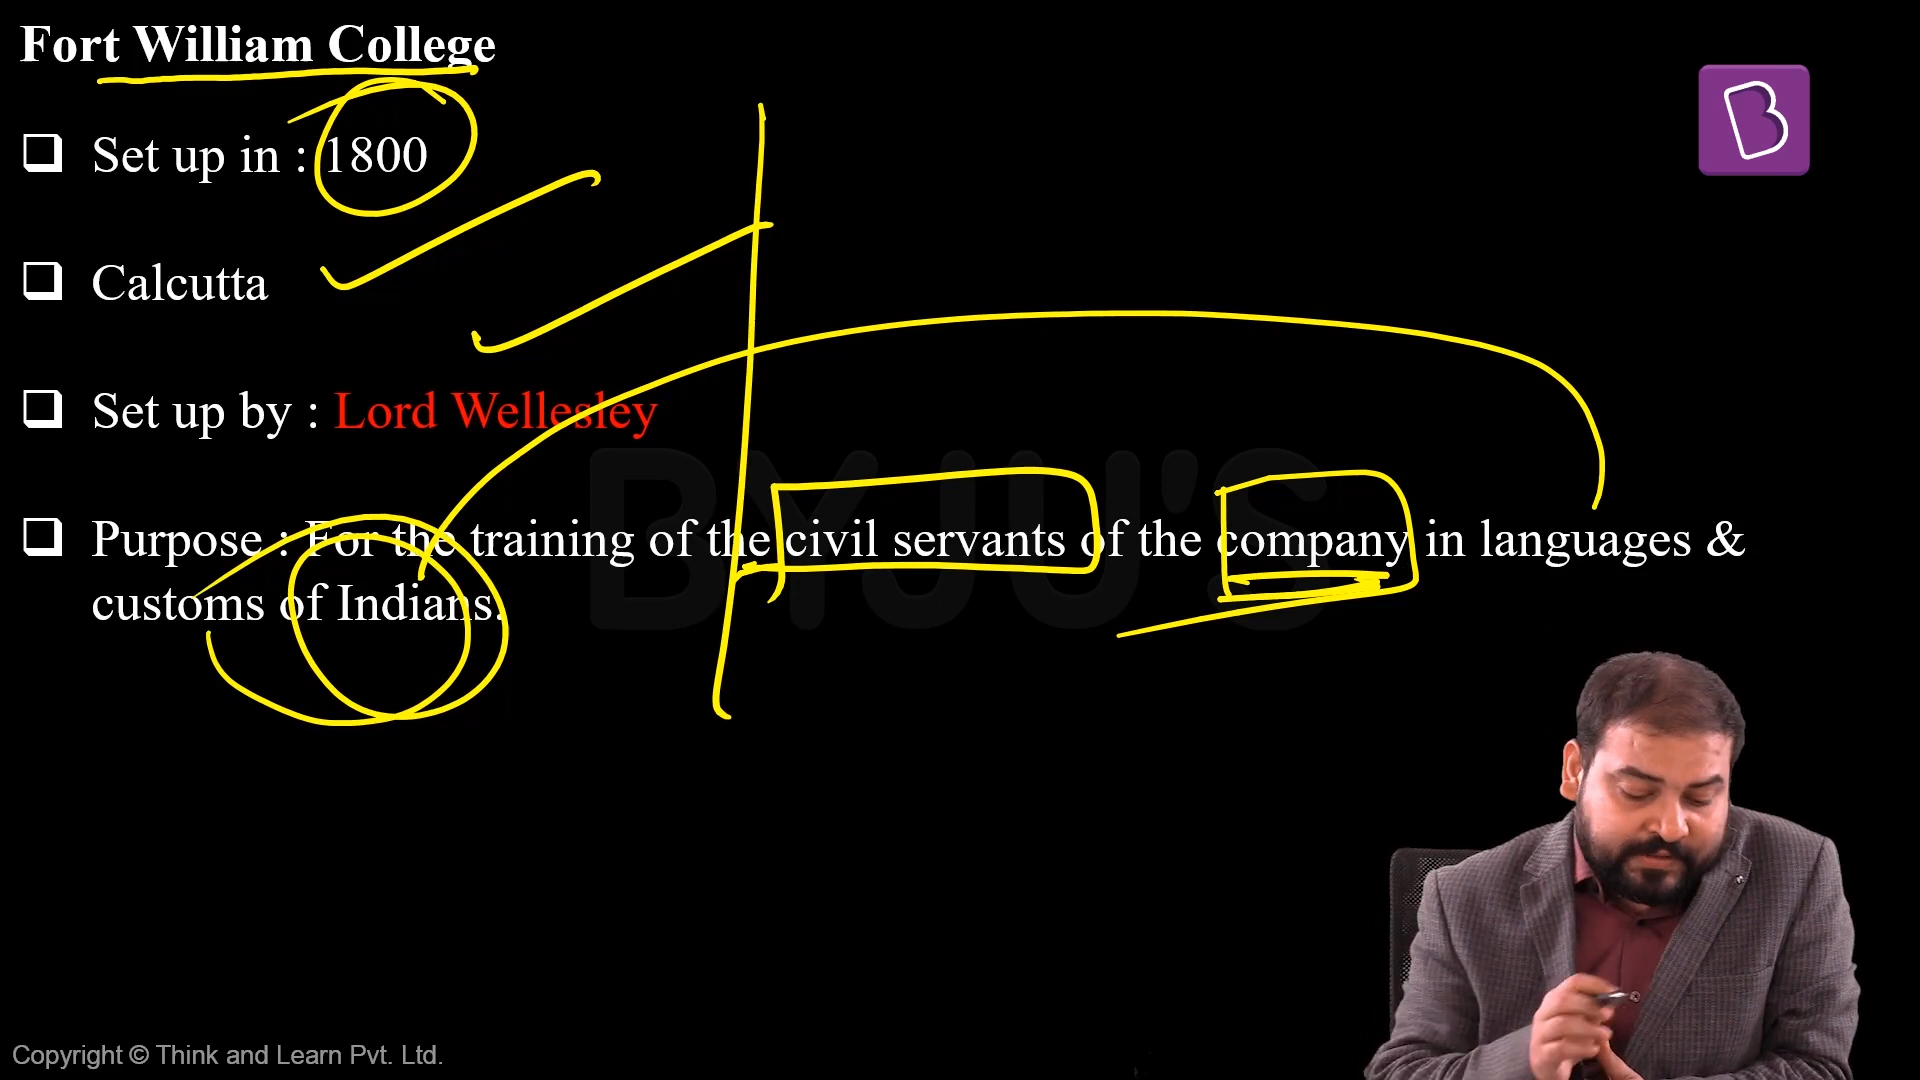 Fort William College
❑ Set up in : 1800
❑ Calcutta
❑ Set up by : Lord Wellesley
❑ Purpose : For the training of the civil servants of the company in languages &
customs of Indians.
BYJU'S
B
Copyright © Think and Learn Pvt. Ltd.